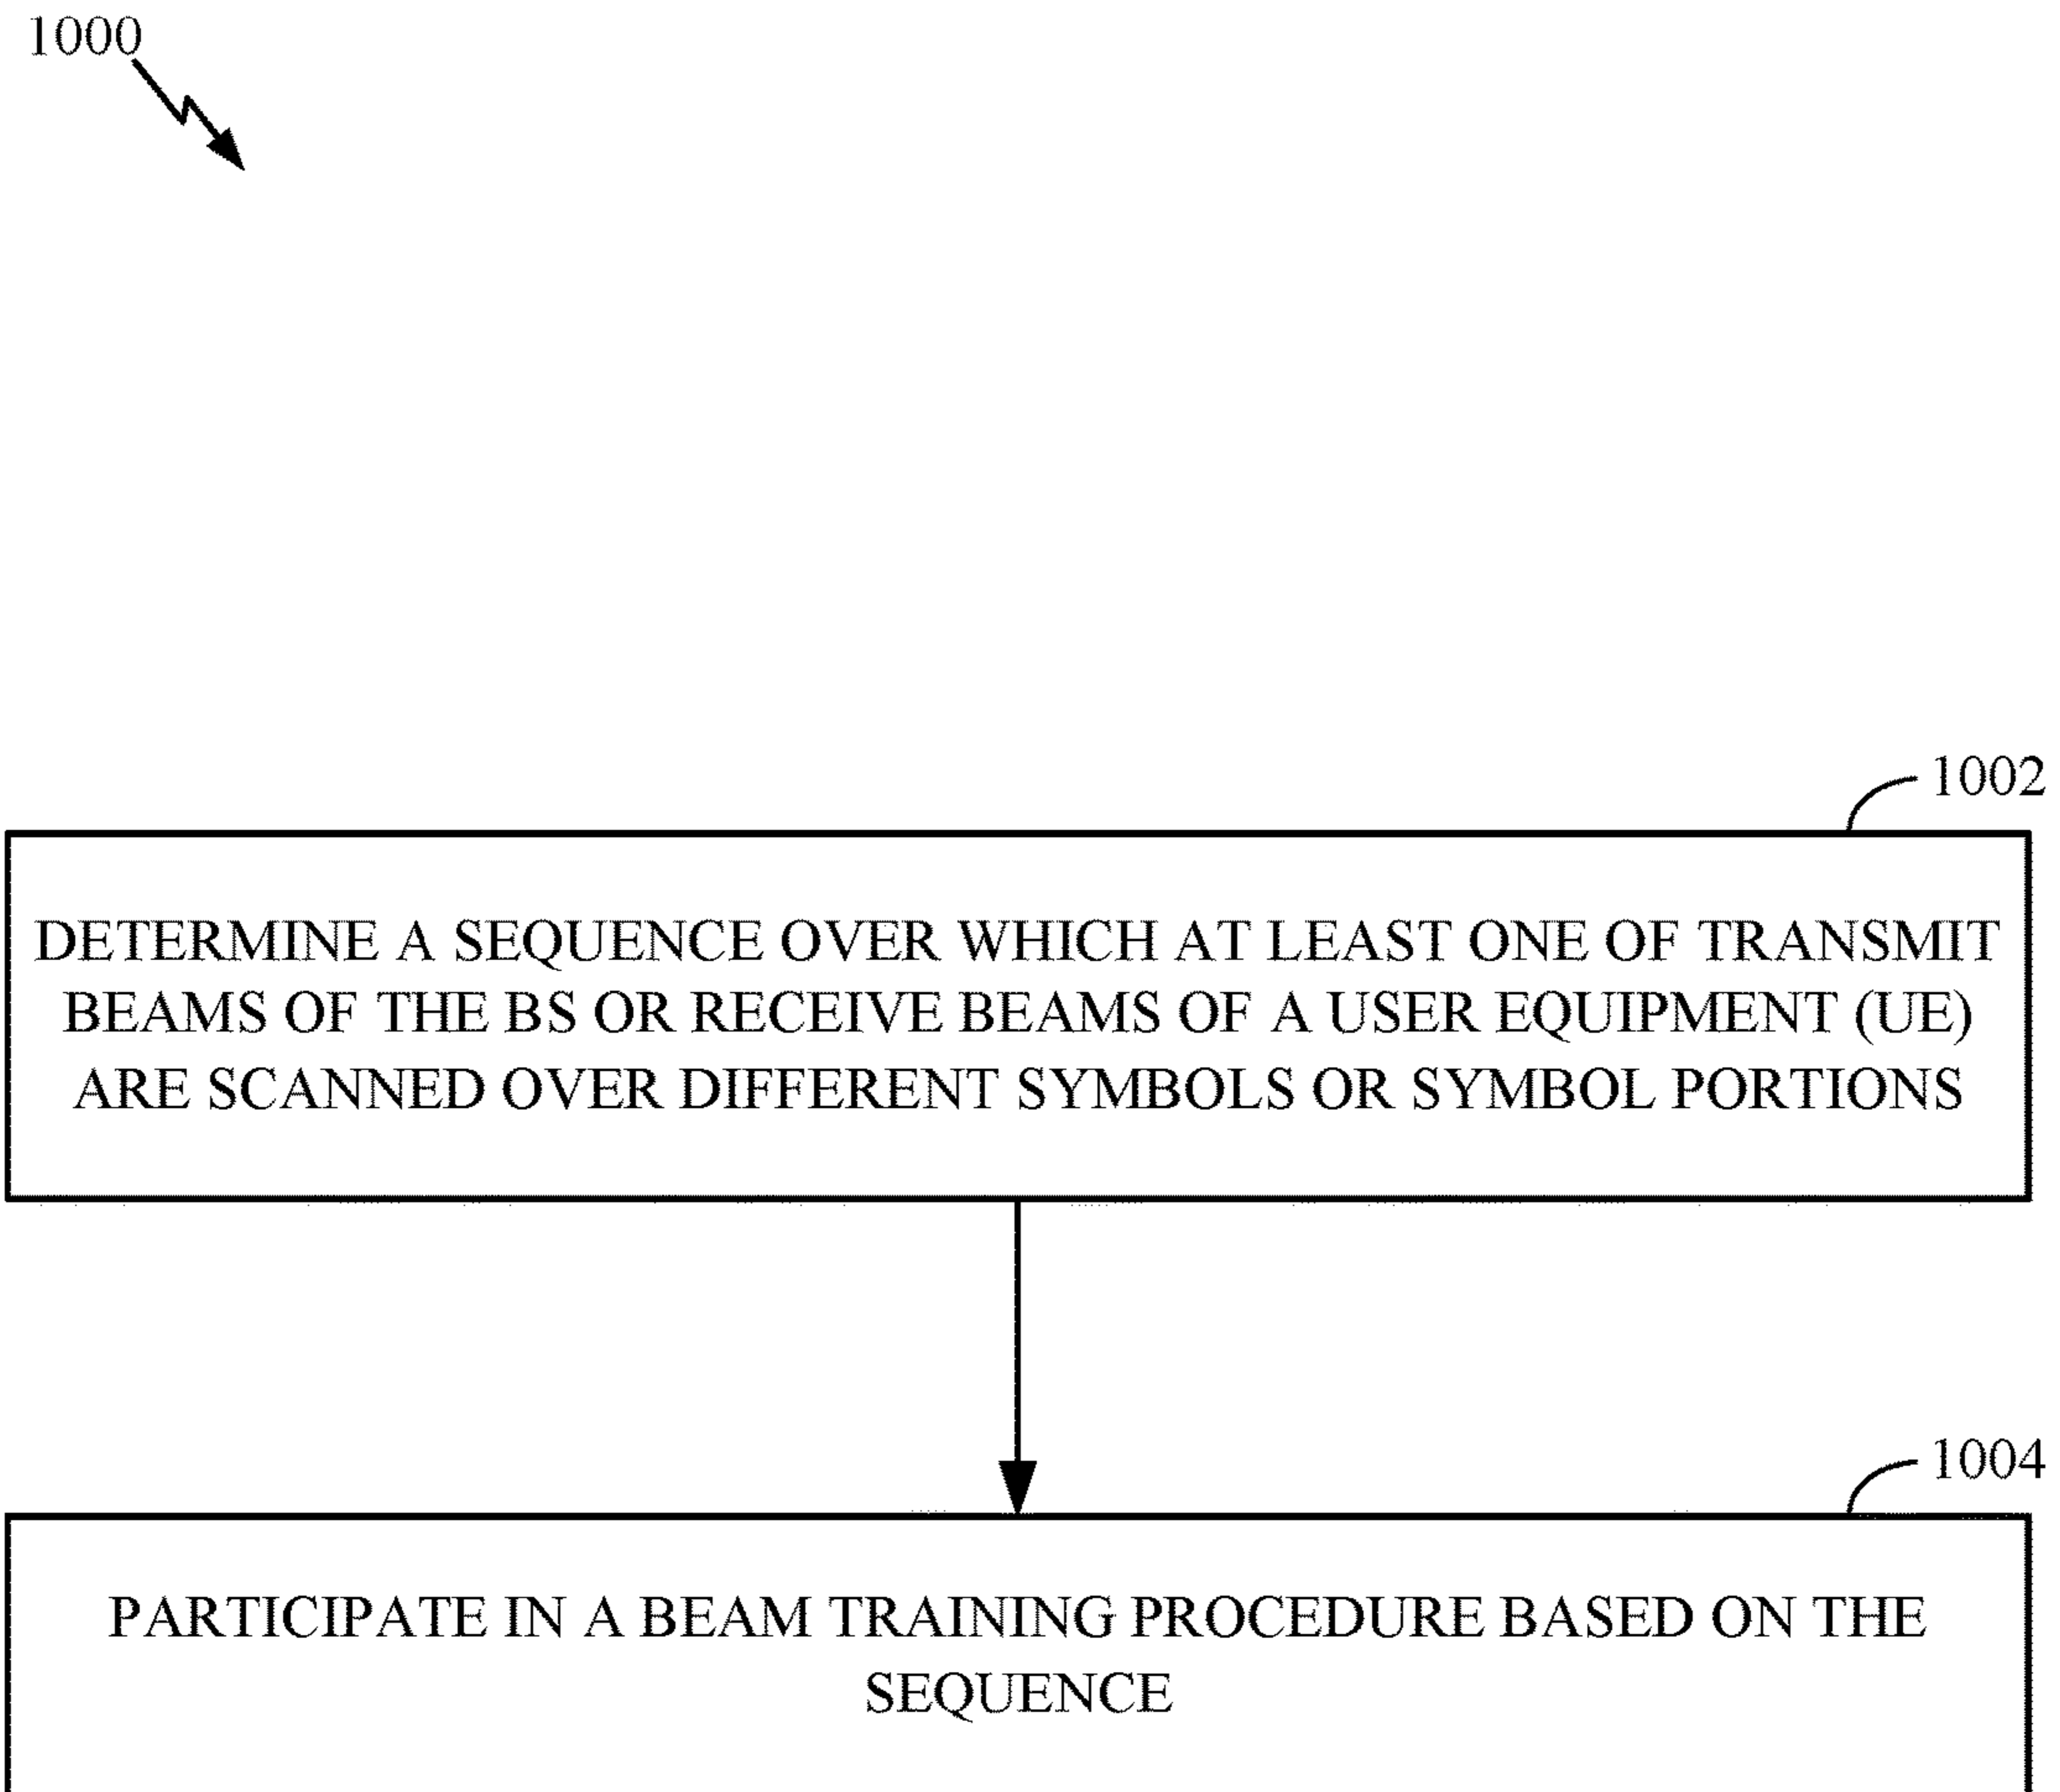 1000
1002
DETERMINE A SEQUENCE OVER WHICH AT LEAST ONE OF TRANSMIT
BEAMS OF THE BS OR RECEIVE BEAMS OF A USER EQUIPMENT (UE)
ARE SCANNED OVER DIFFERENT SYMBOLS OR SYMBOL PORTIONS
1004
PARTICIPATE IN A BEAM TRAINING PROCEDURE BASED ON THE
SEQUENCE